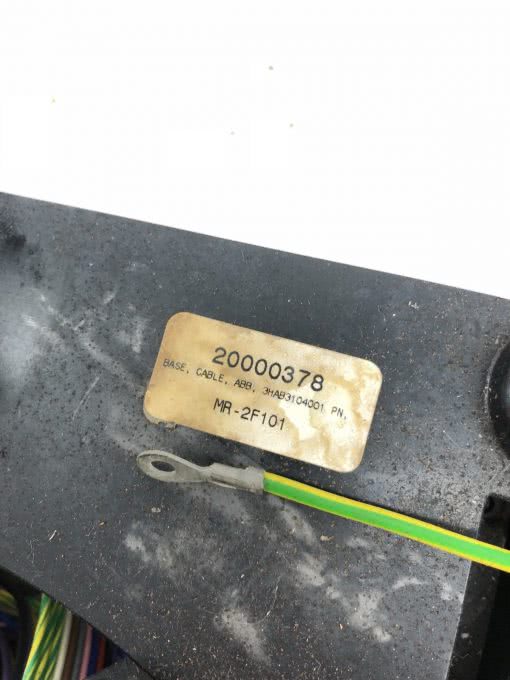 20000378
BASE, CABLE, ABB, 3HAB3104001 PN,
MR-2F101